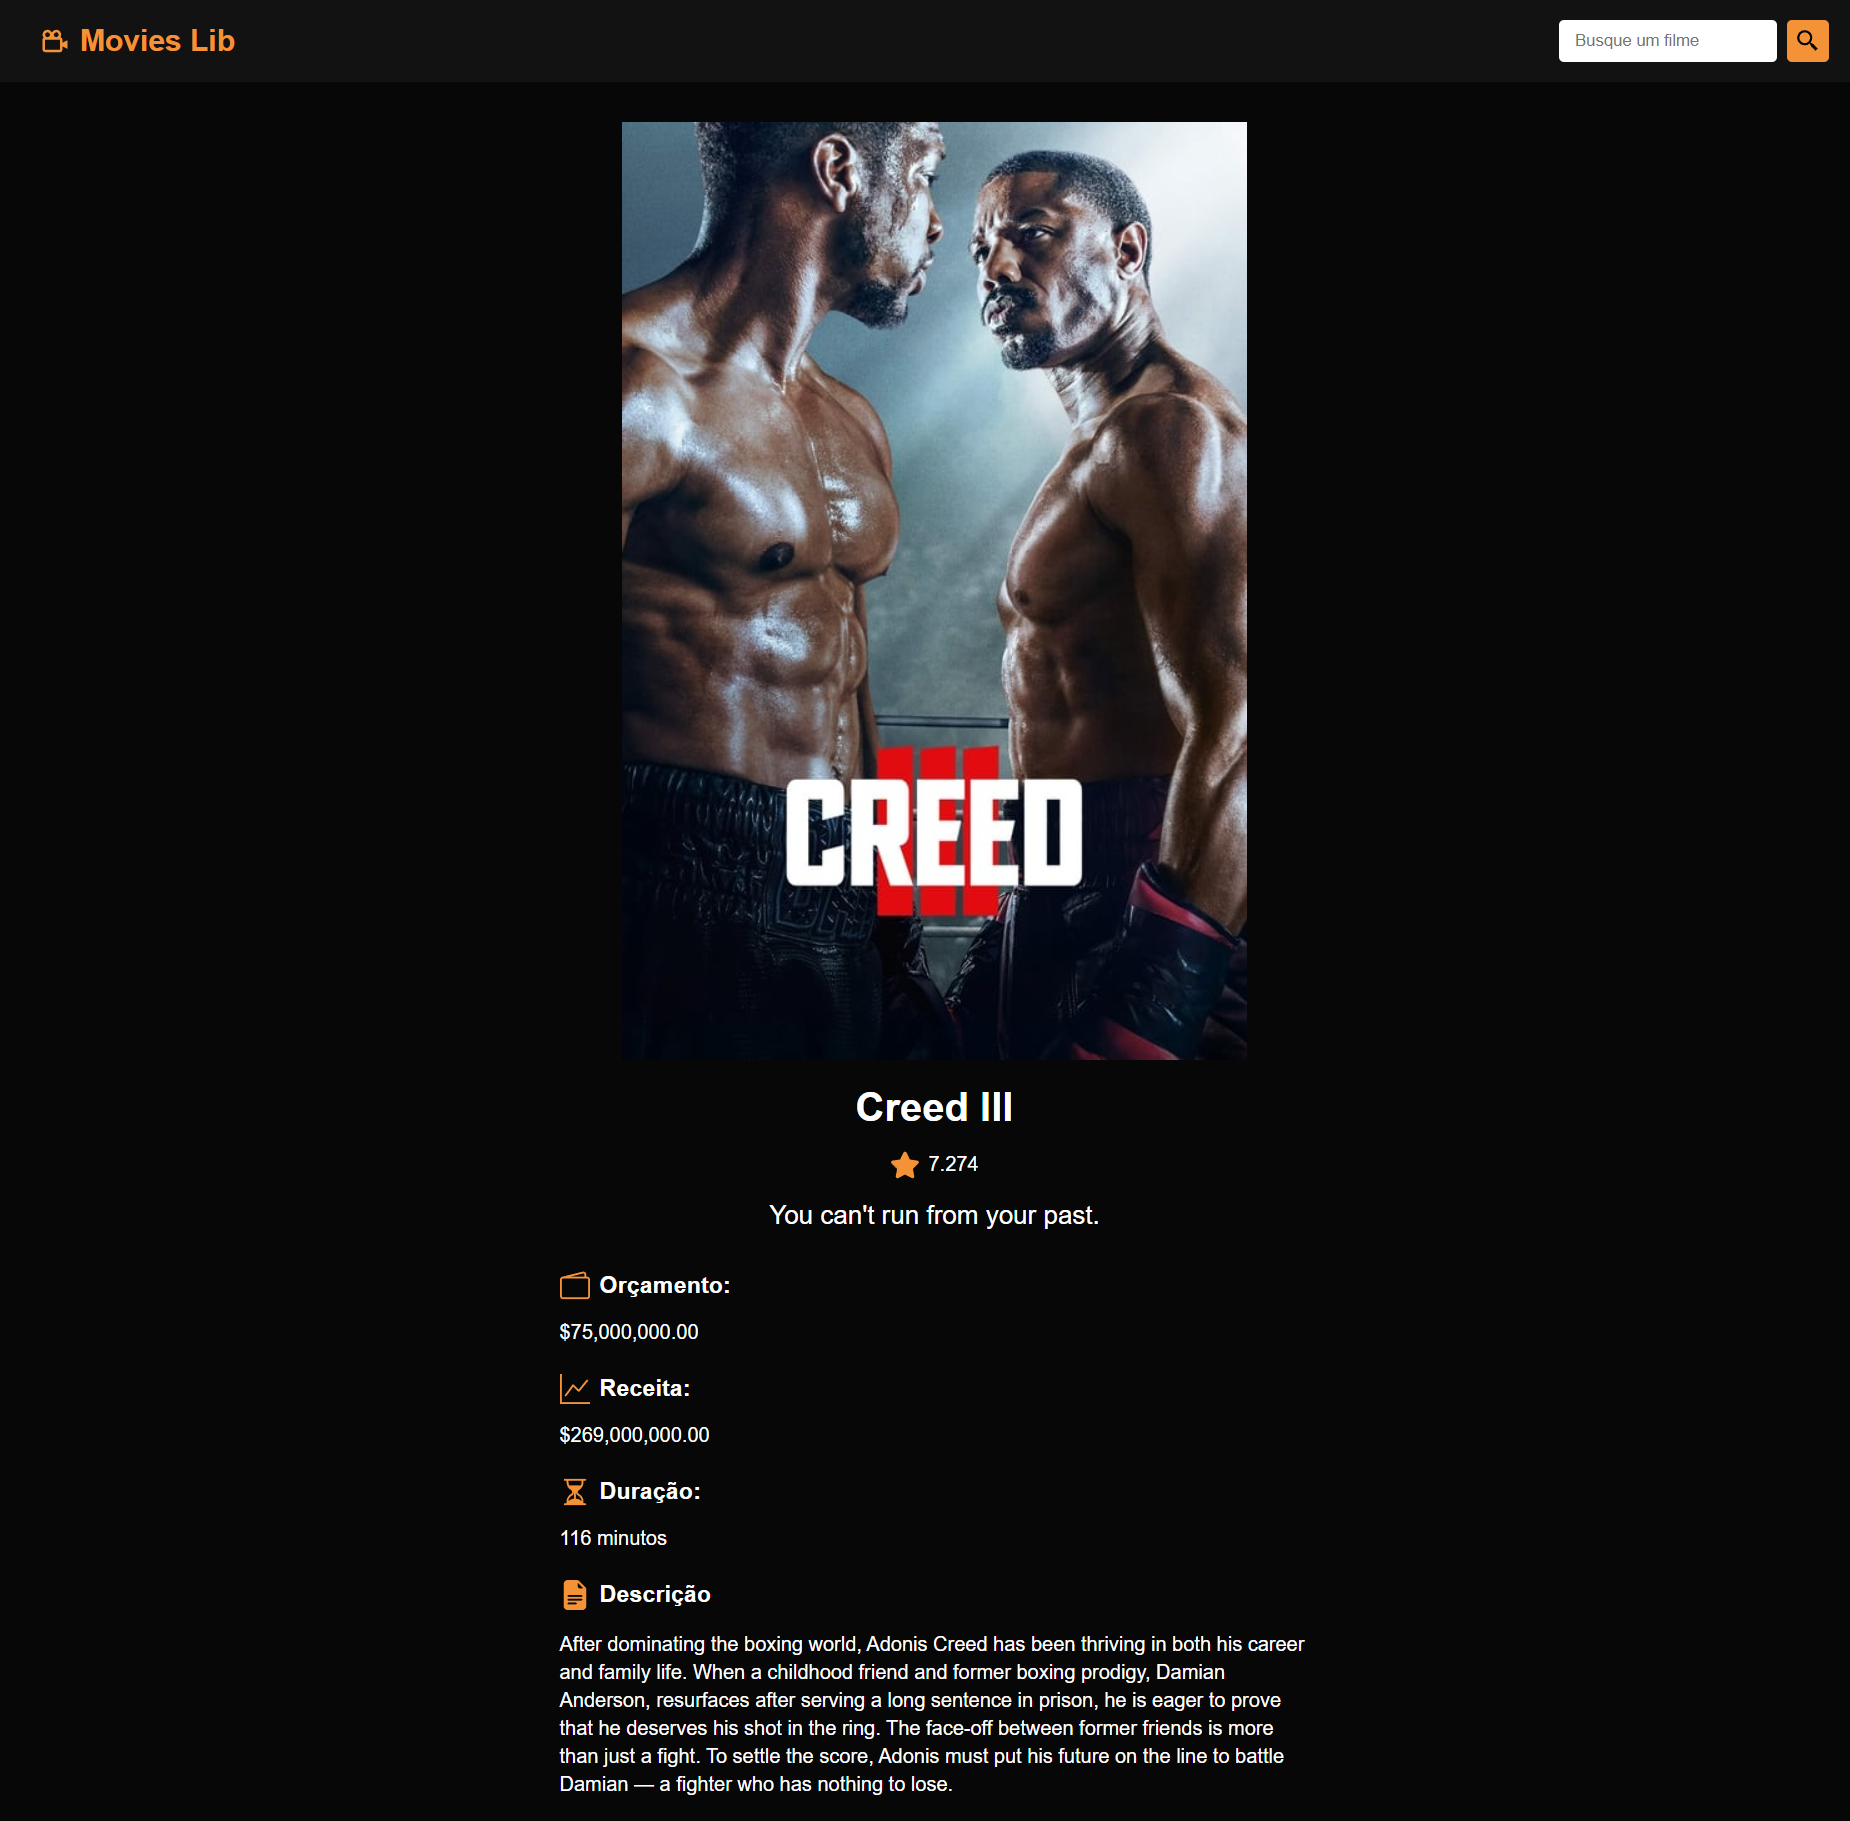 Movies Lib
Busque um filme
CREED
III
Creed III
7.274
You can't run from your past.
Orçamento:
$75,000,000.00
Receita:
$269,000,000.00
Duração:
116 minutos
Descrição
After dominating the boxing world, Adonis Creed has been thriving in both his career
and family life. When a childhood friend and former boxing prodigy, Damian
Anderson, resurfaces after serving a long sentence in prison, he is eager to prove
that he deserves his shot in the ring. The face-off between former friends is more
than just a fight. To settle the score, Adonis must put his future on the line to battle
Damian — a fighter who has nothing to lose.